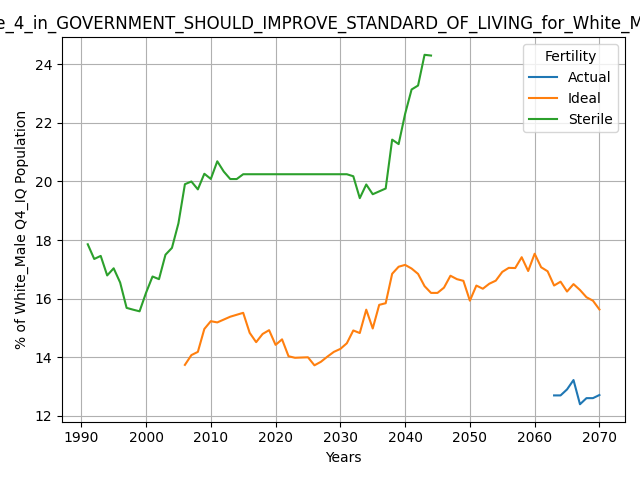 e_4_in_GOVERNMENT_SHOULD_IMPROVE_STANDARD_OF_LIVING_for_White_M
Fertility
Actual
Ideal
Sterile
% of White_Male Q4_IQ Population
24
22
20
18
16
14
12
1990 2000 2010 2020 2030 2040 2050 2060 2070
Years